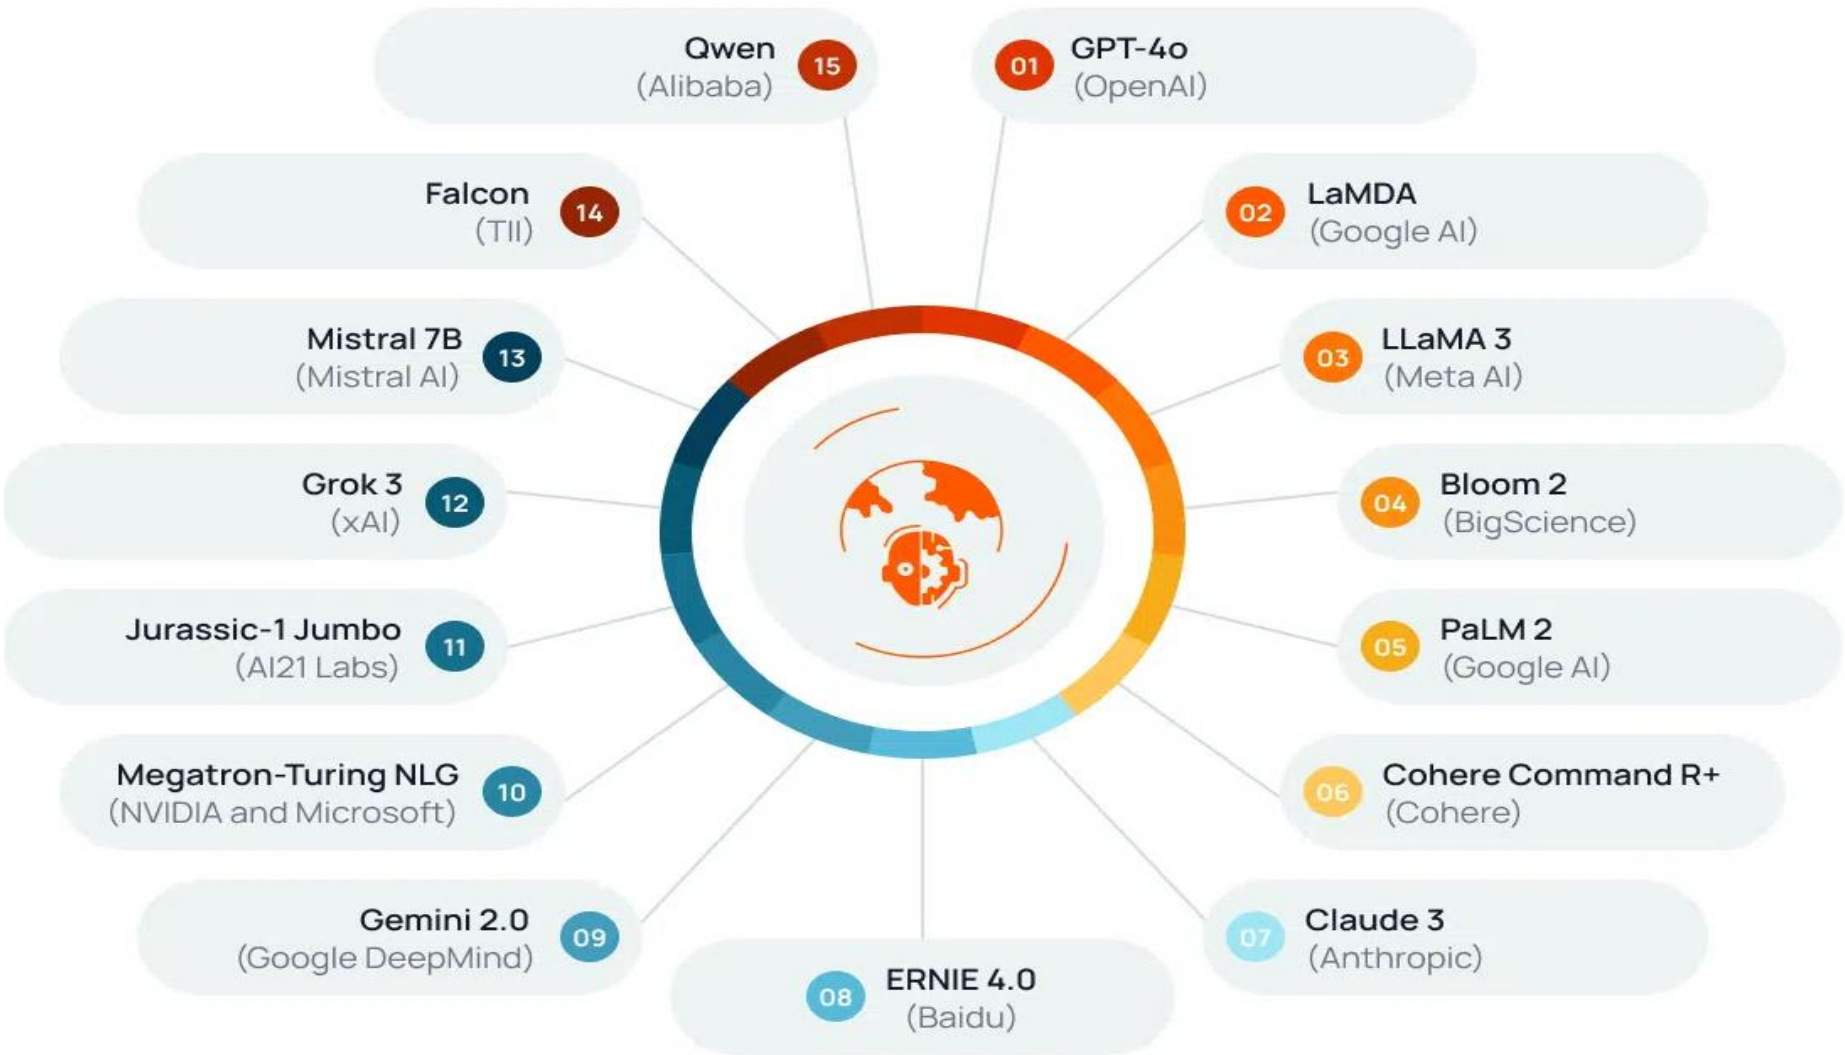 01
GPT-4o
(OpenAI)
02
LaMDA
(Google AI)
03
LLaMA 3
(Meta AI)
04
Bloom 2
(BigScience)
05
PaLM 2
(Google AI)
06
Cohere Command R+
(Cohere)
07
Claude 3
(Anthropic)
08
ERNIE 4.0
(Baidu)
09
Gemini 2.0
(Google DeepMind)
10
Megatron-Turing NLG
(NVIDIA and Microsoft)
11
Jurassic-1 Jumbo
(AI21 Labs)
12
Grok 3
(xAI)
13
Mistral 7B
(Mistral AI)
14
Falcon
(TII)
15
Qwen
(Alibaba)